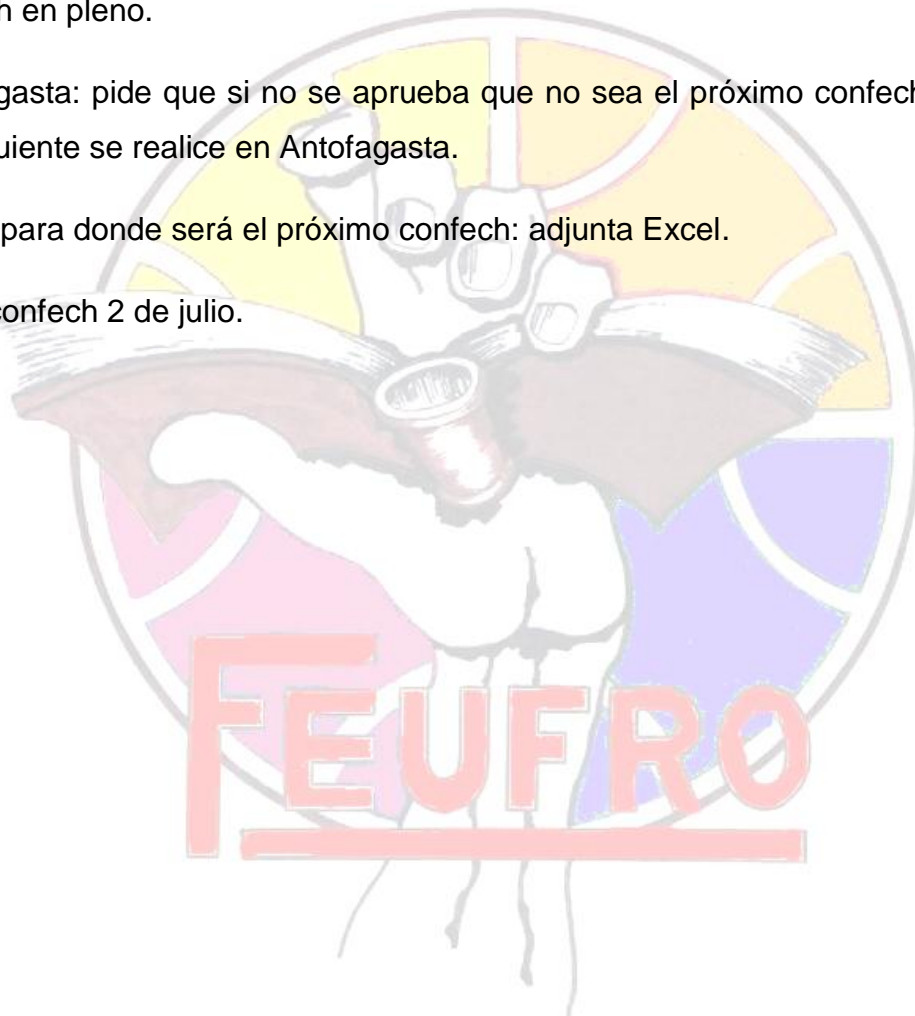 h en pleno.
gasta: pide que si no se aprueba que no sea el próximo confech
uiente se realice en Antofagasta.
para donde será el próximo confech: adjunta Excel.
confech 2 de julio.
FEUFRO